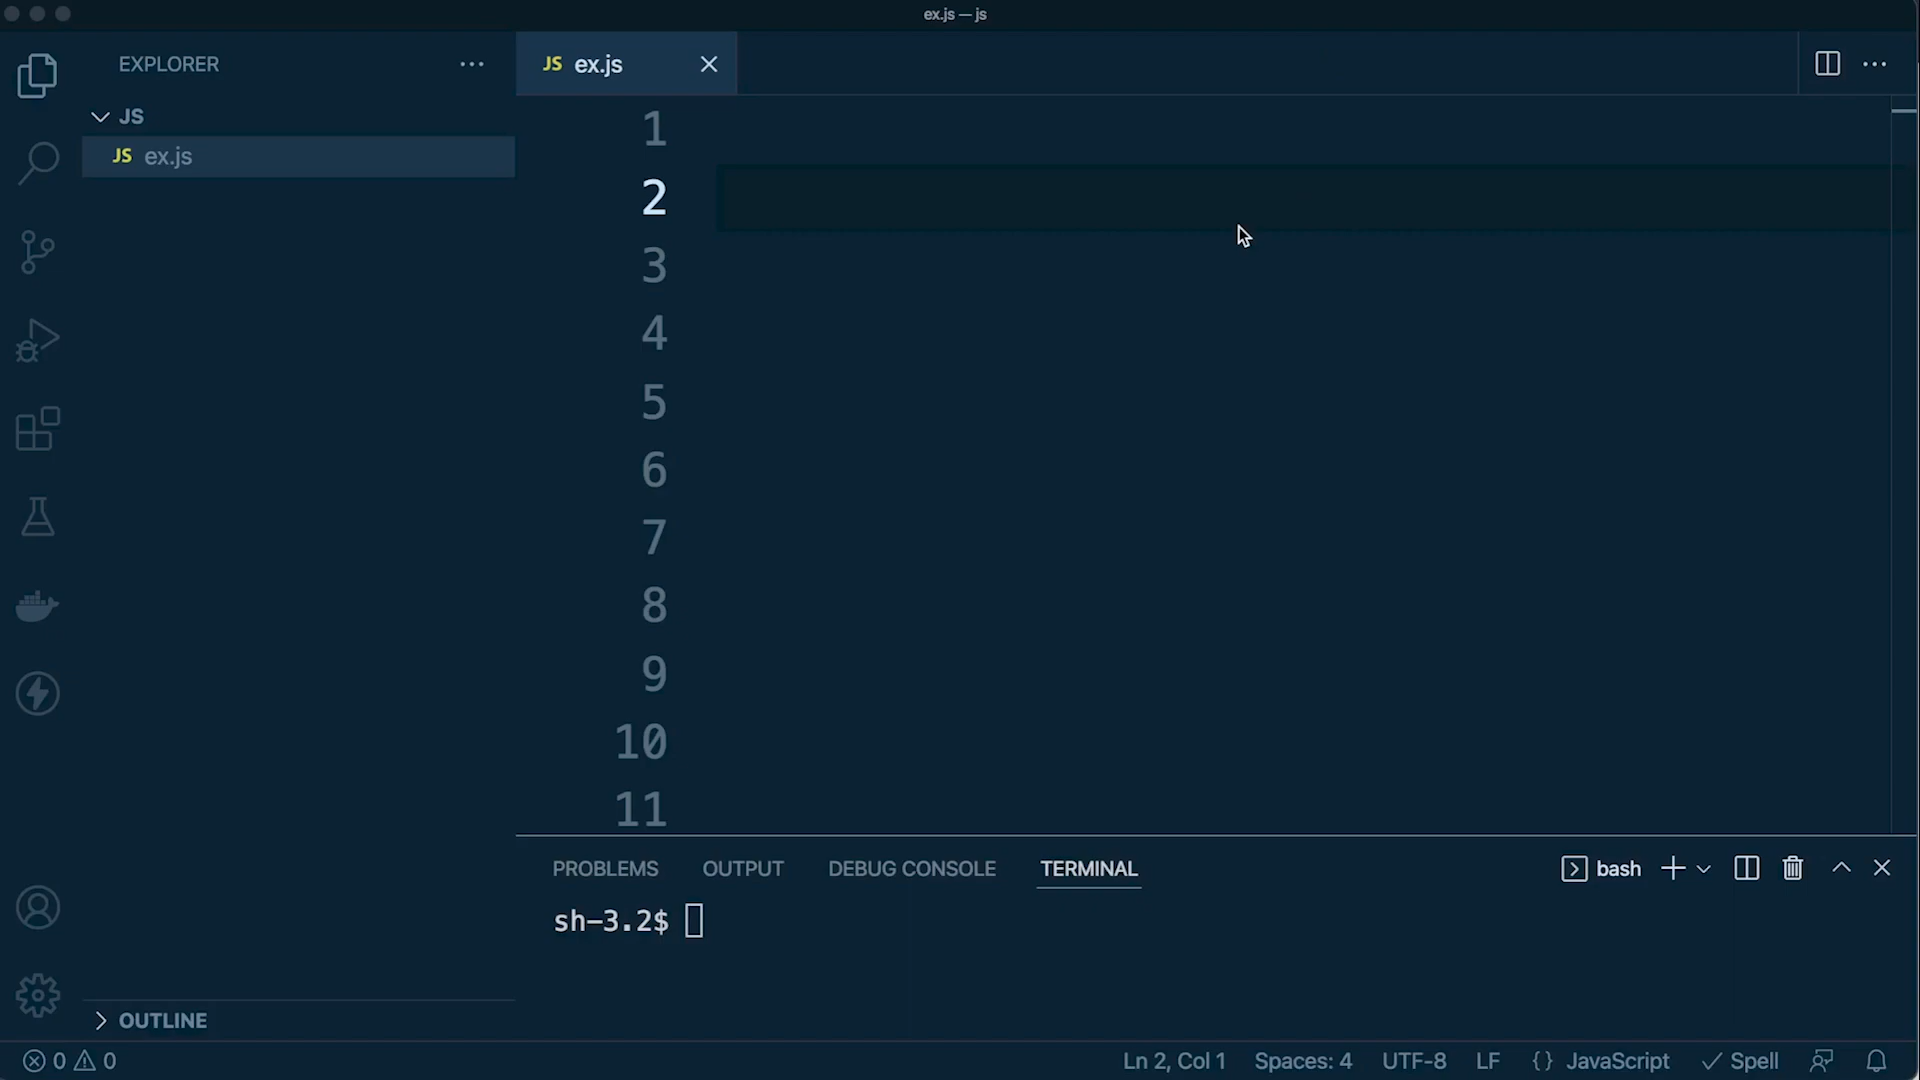 ex.js — js
EXPLORER
JS ex.js
JS
JS ex.js
1
2
3
4
5
6
7
8
9
10
11
PROBLEMS OUTPUT DEBUG CONSOLE TERMINAL
bash
sh-3.2$
OUTLINE
0 0
Ln 2, Col 1 Spaces: 4 UTF-8 LF {} JavaScript Spell